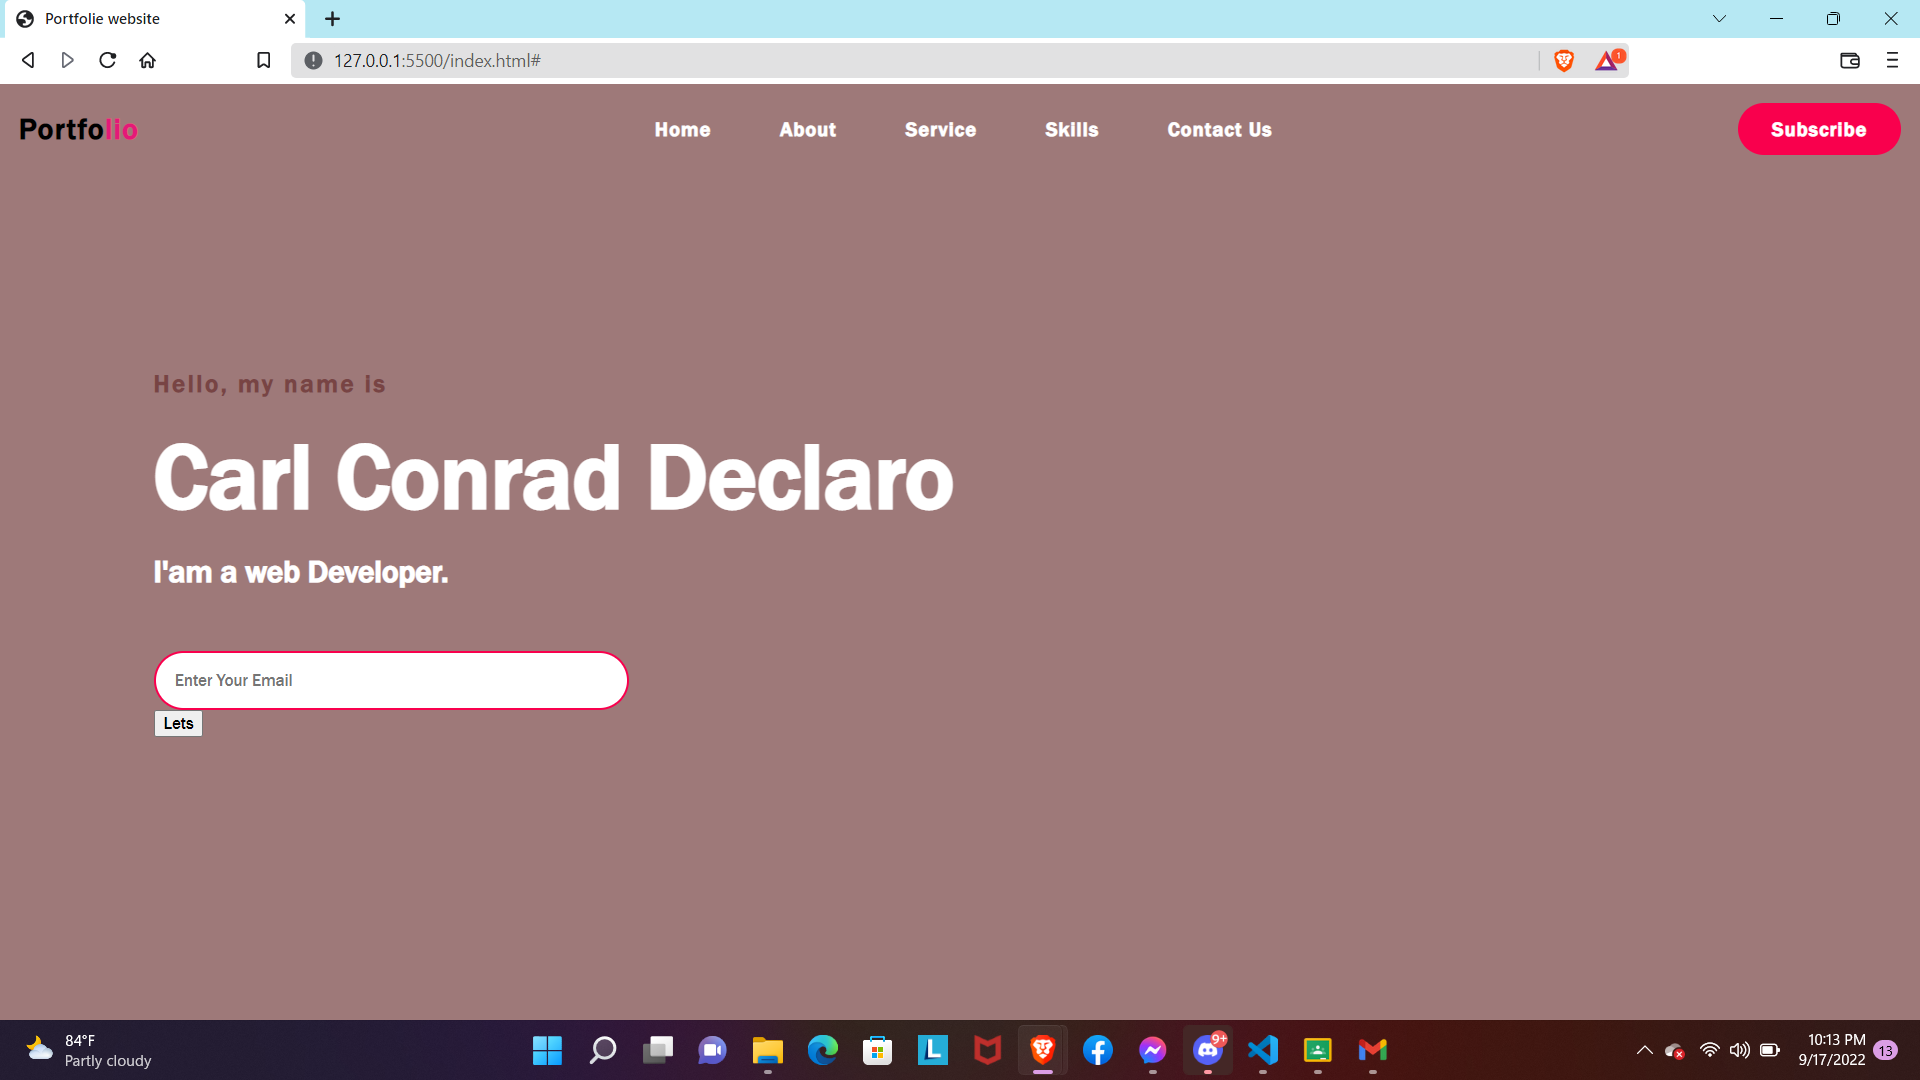 Portfolie website
127.0.0.1:5500/index.html#
1
Portfolio
Home
About
Service
Skills
Contact Us
Subscribe
Hello, my name is
Carl Conrad Declaro
I'am a web Developer.
Enter Your Email
Lets
84°F
Partly cloudy
L
9+
10:13 PM
9/17/2022
13